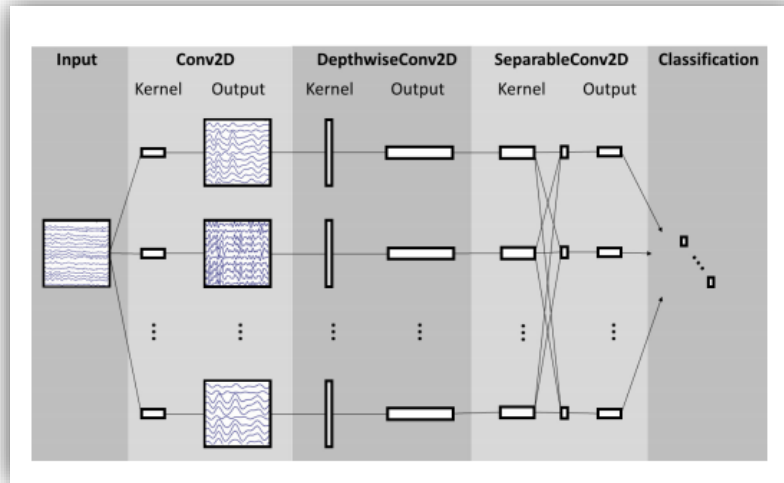 Input Conv2D DepthwiseConv2D SeparableConv2D Classification
Kernel Output Kernel Output Kernel Output